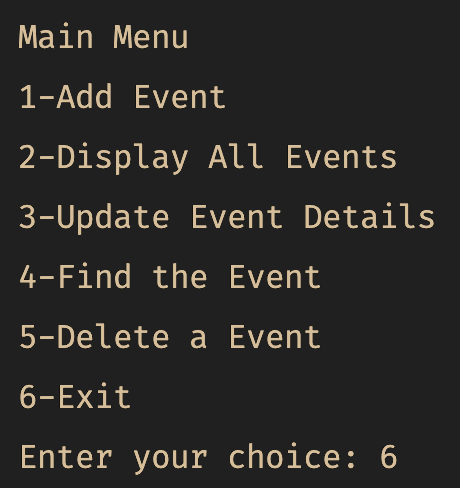 Main Menu
1-Add Event
2-Display All Events
3-Update Event Details
4-Find the Event
5-Delete a Event
6-Exit
Enter your choice: 6